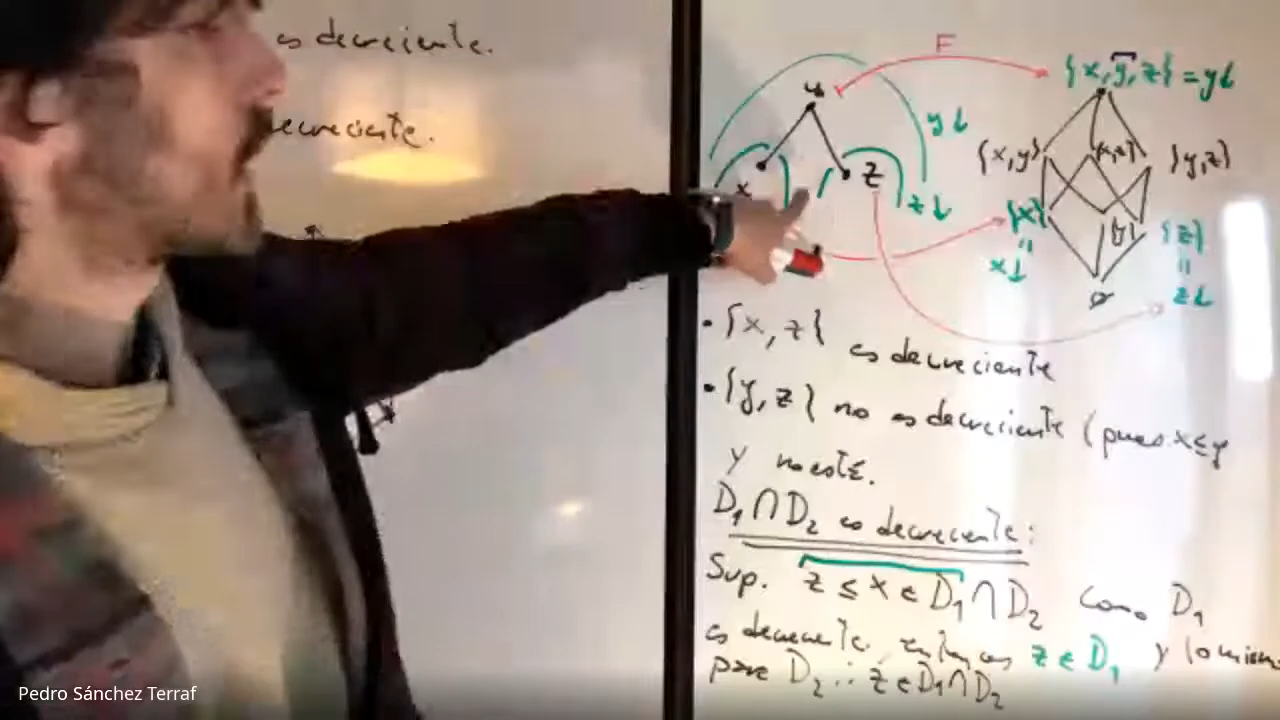 es decreciente.
decreciente.
F
y
x
z
y↓
z↓
{x, y, z} = y↓
{x,y} {x,z} {y,z}
{x} {y} {z}
= =
x↓ z↓
∅
• {x, z} es decreciente
• {y, z} no es decreciente (pues x ≤ y
y no está.
D₁ ∩ D₂ es decreciente:
Sup. z ≤ x ∈ D₁ ∩ D₂ como D₁
es decreciente, entonces z ∈ D₁ y lo mismo
para D₂ ∴ z ∈ D₁ ∩ D₂
Pedro Sánchez Terraf